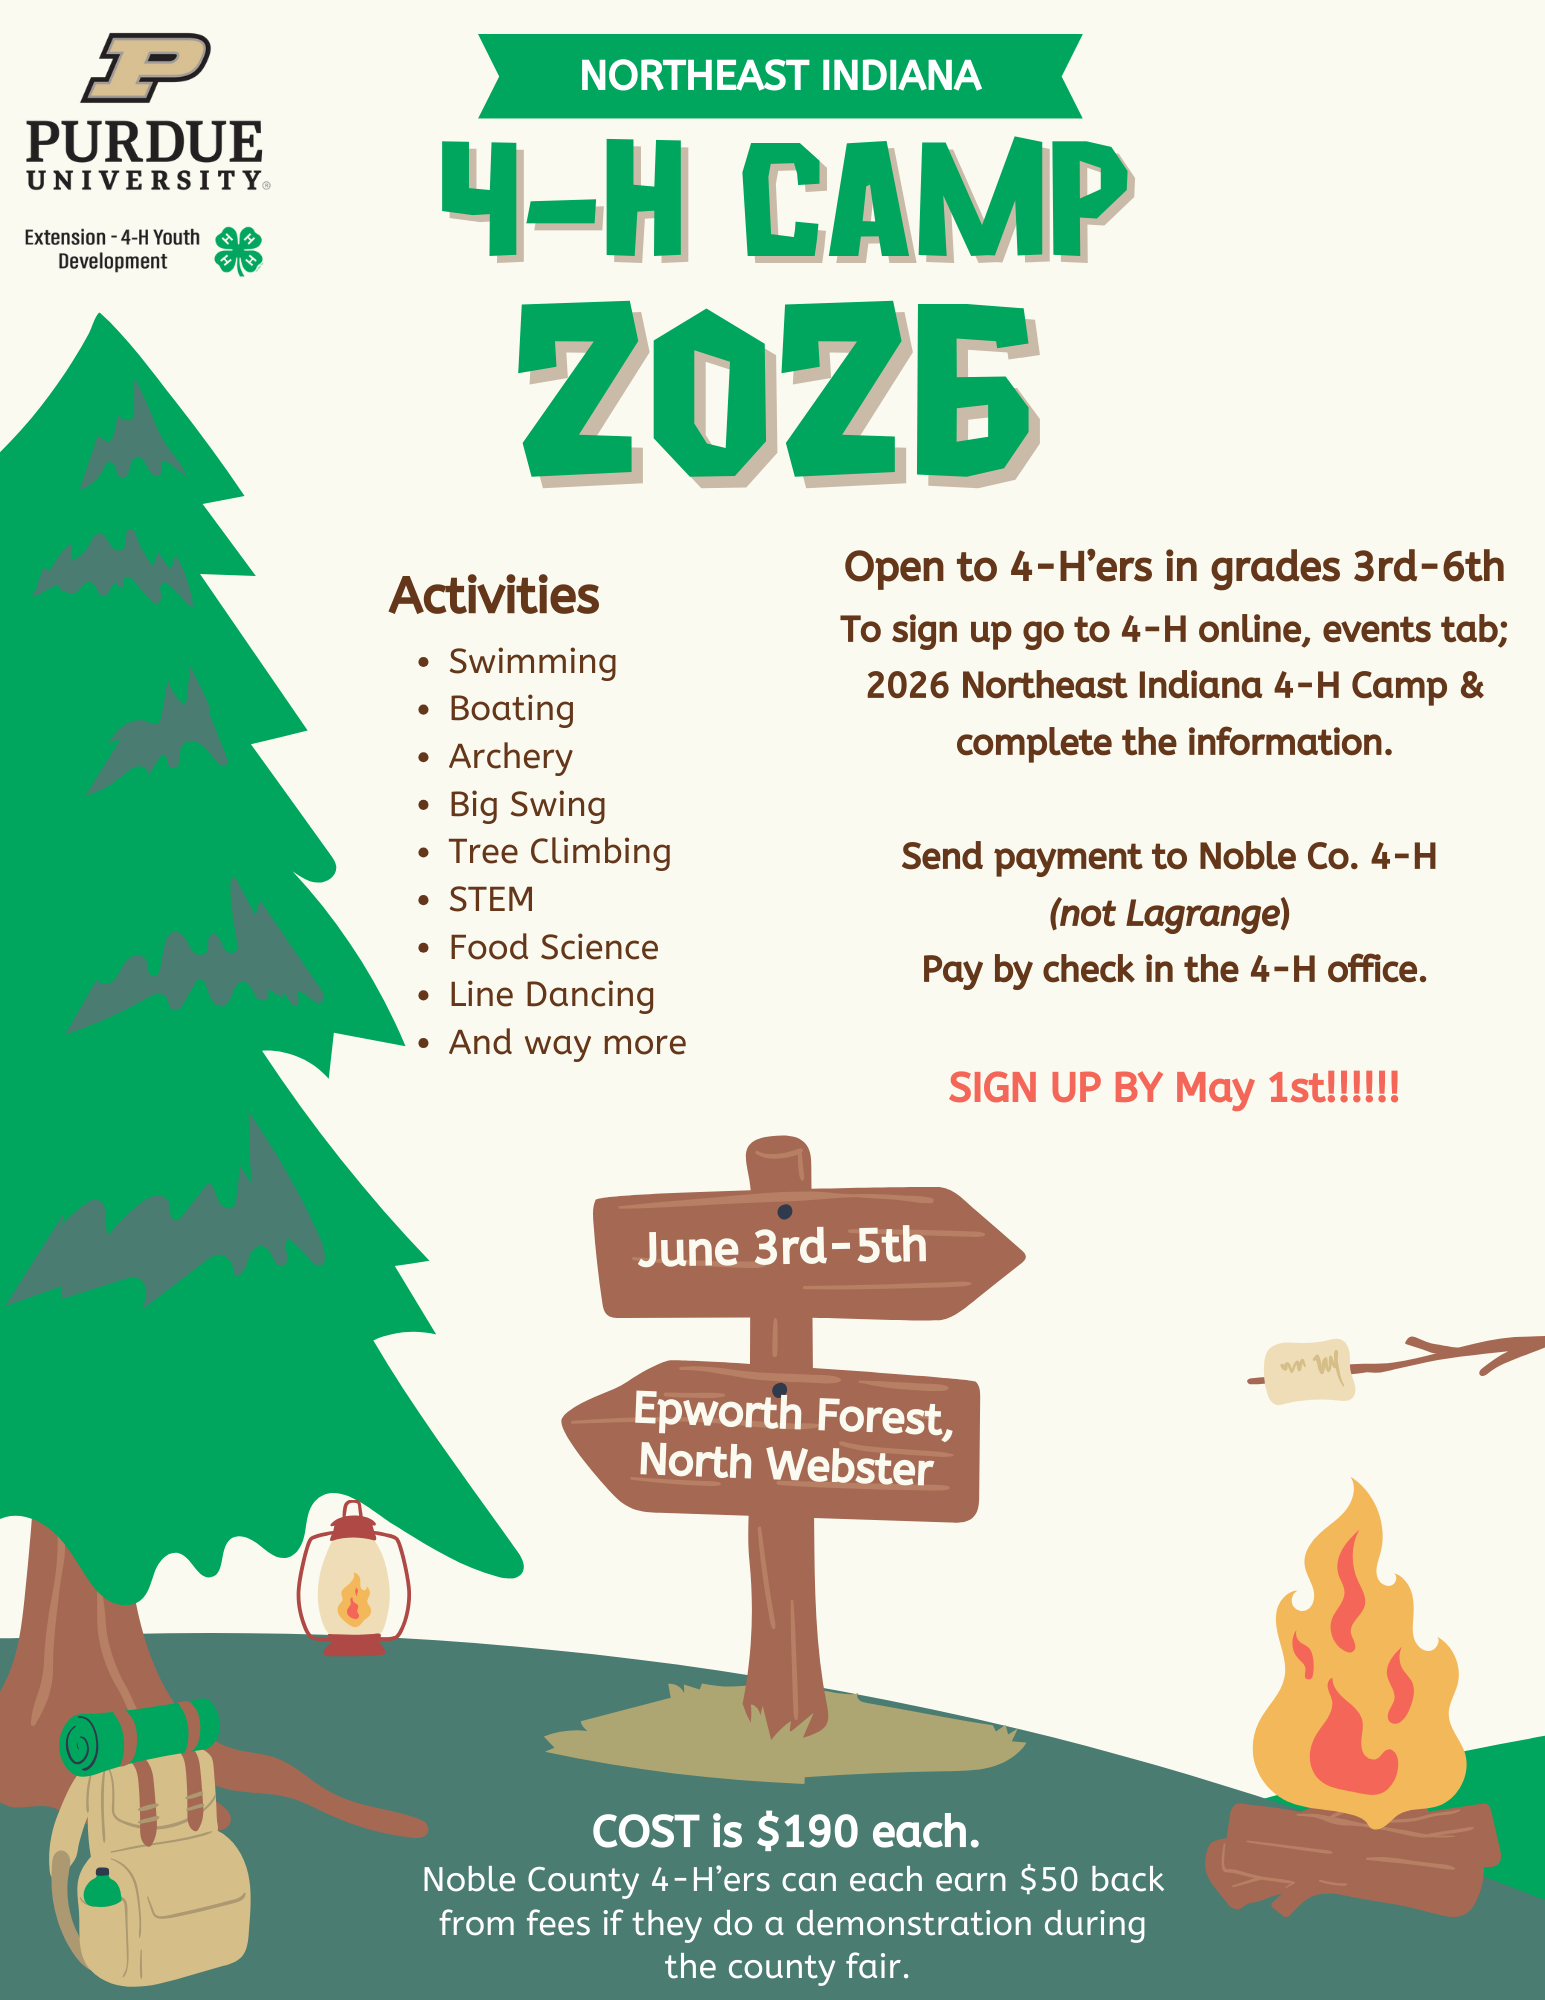 PURDUE
UNIVERSITY®
Extension - 4-H Youth
Development
NORTHEAST INDIANA
4-H CAMP
2026
Activities
• Swimming
• Boating
• Archery
• Big Swing
• Tree Climbing
• STEM
• Food Science
• Line Dancing
• And way more
Open to 4-H’ers in grades 3rd-6th
To sign up go to 4-H online, events tab;
2026 Northeast Indiana 4-H Camp &
complete the information.
Send payment to Noble Co. 4-H
(not Lagrange)
Pay by check in the 4-H office.
SIGN UP BY May 1st!!!!!!
June 3rd-5th
Epworth Forest,
North Webster
COST is $190 each.
Noble County 4-H’ers can each earn $50 back
from fees if they do a demonstration during
the county fair.